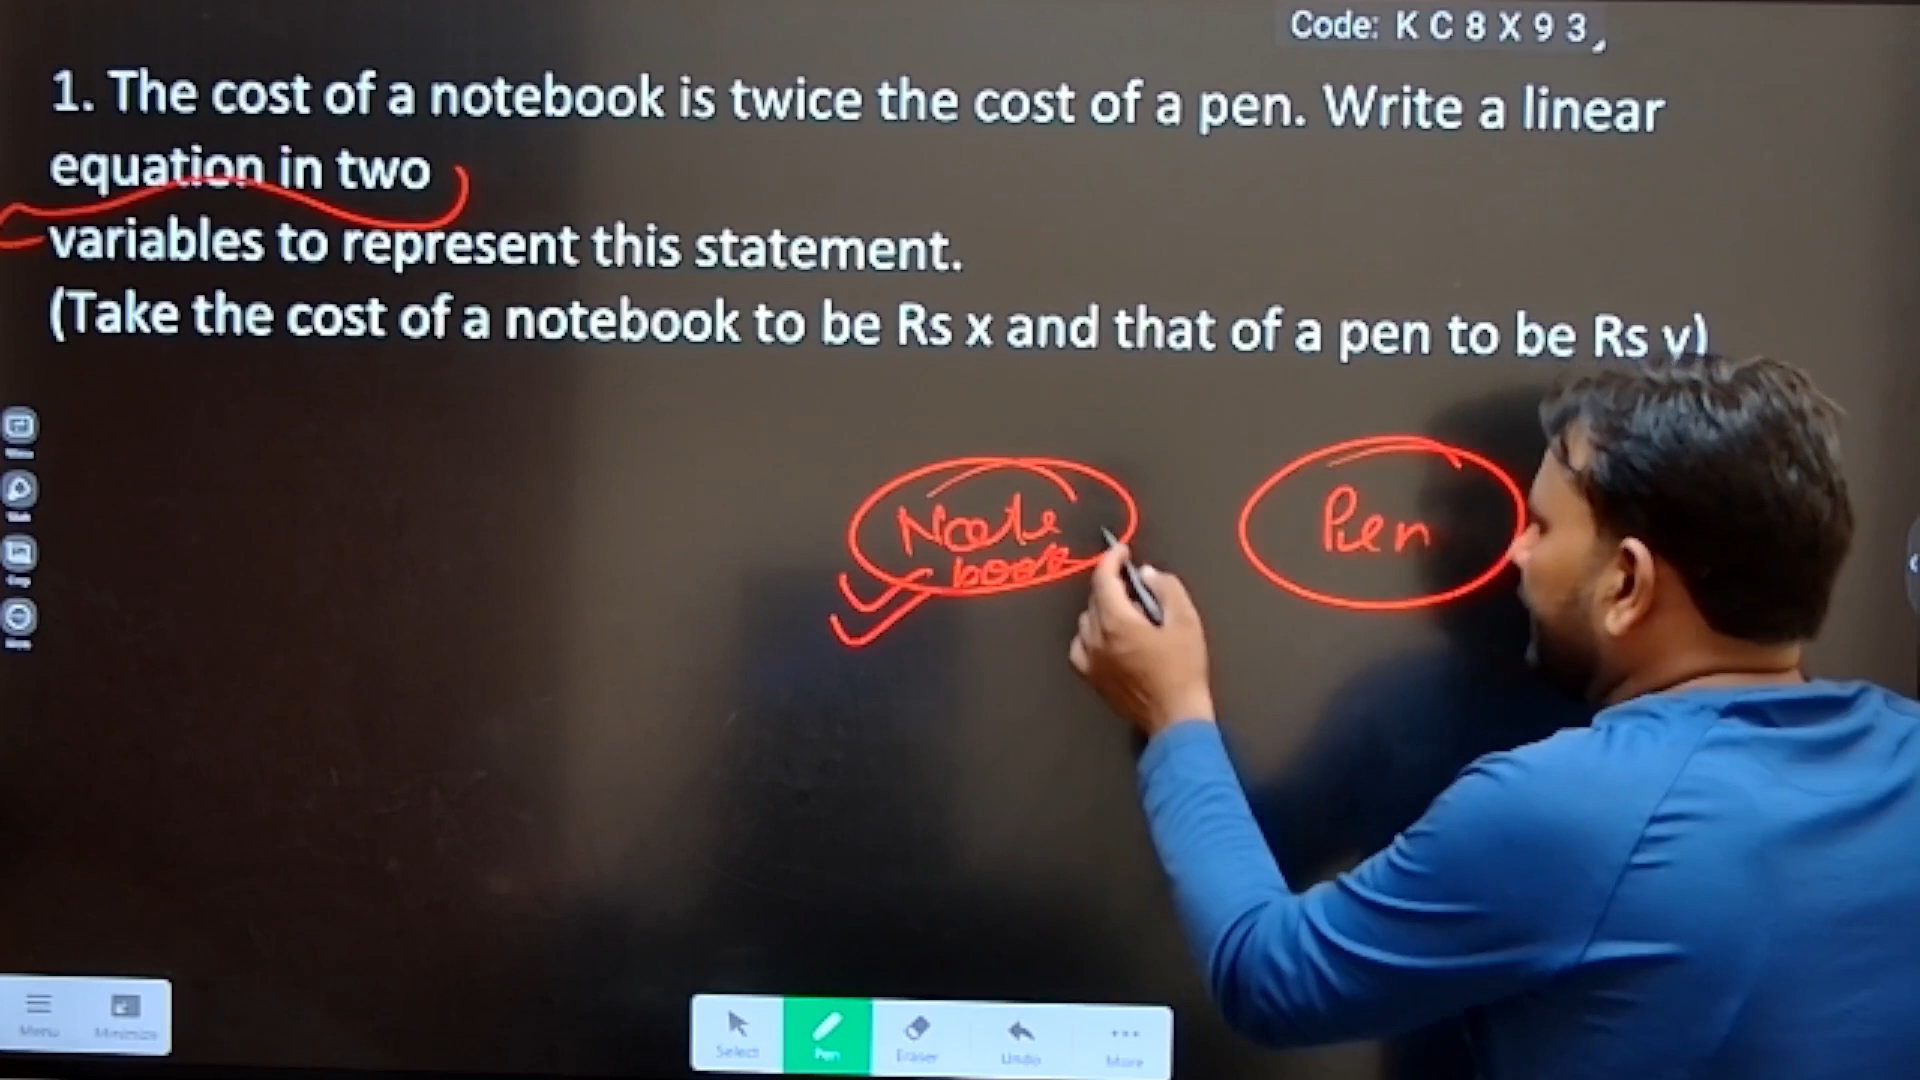 Code: K C 8 X 9 3
1. The cost of a notebook is twice the cost of a pen. Write a linear
equation in two
variables to represent this statement.
(Take the cost of a notebook to be Rs x and that of a pen to be Rs y)
Note
book
Pen
Menu
Minimize
Select
Pen
Eraser
Undo
More